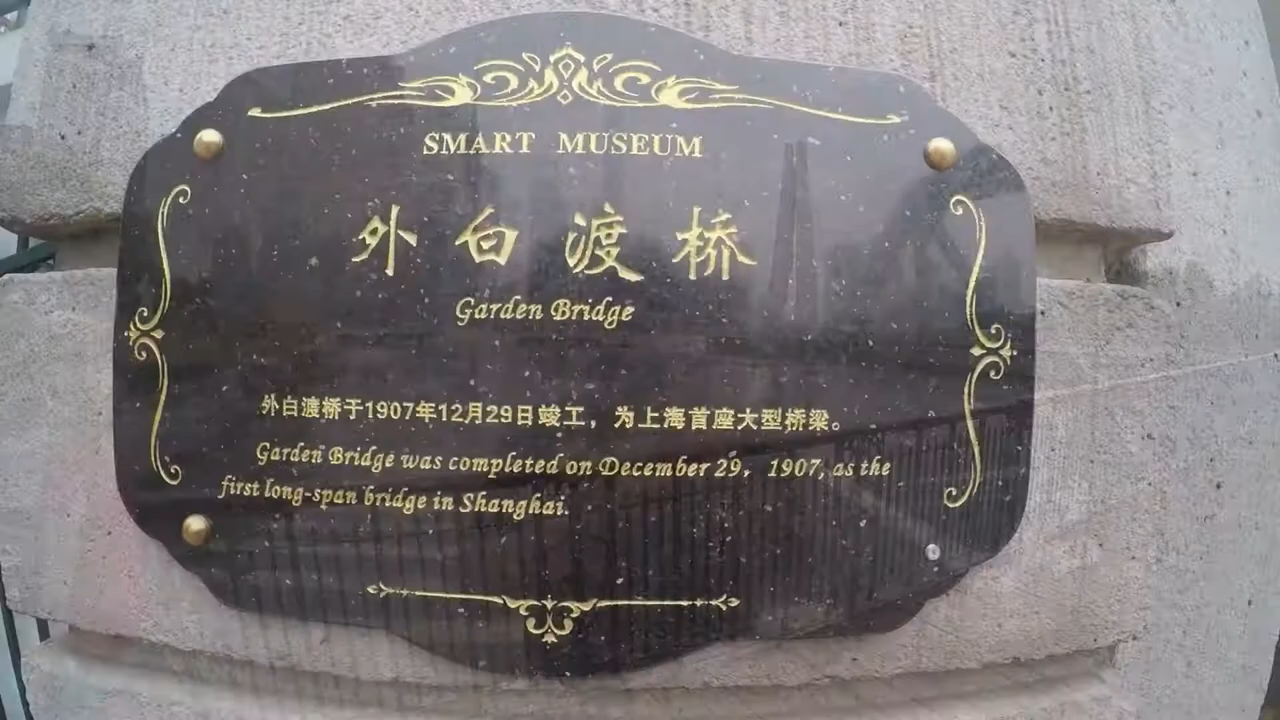 SMART MUSEUM
外白渡桥
Garden Bridge
外白渡桥于1907年12月29日竣工，为上海首座大型桥梁。
Garden Bridge was completed on December 29, 1907, as the
first long-span bridge in Shanghai.